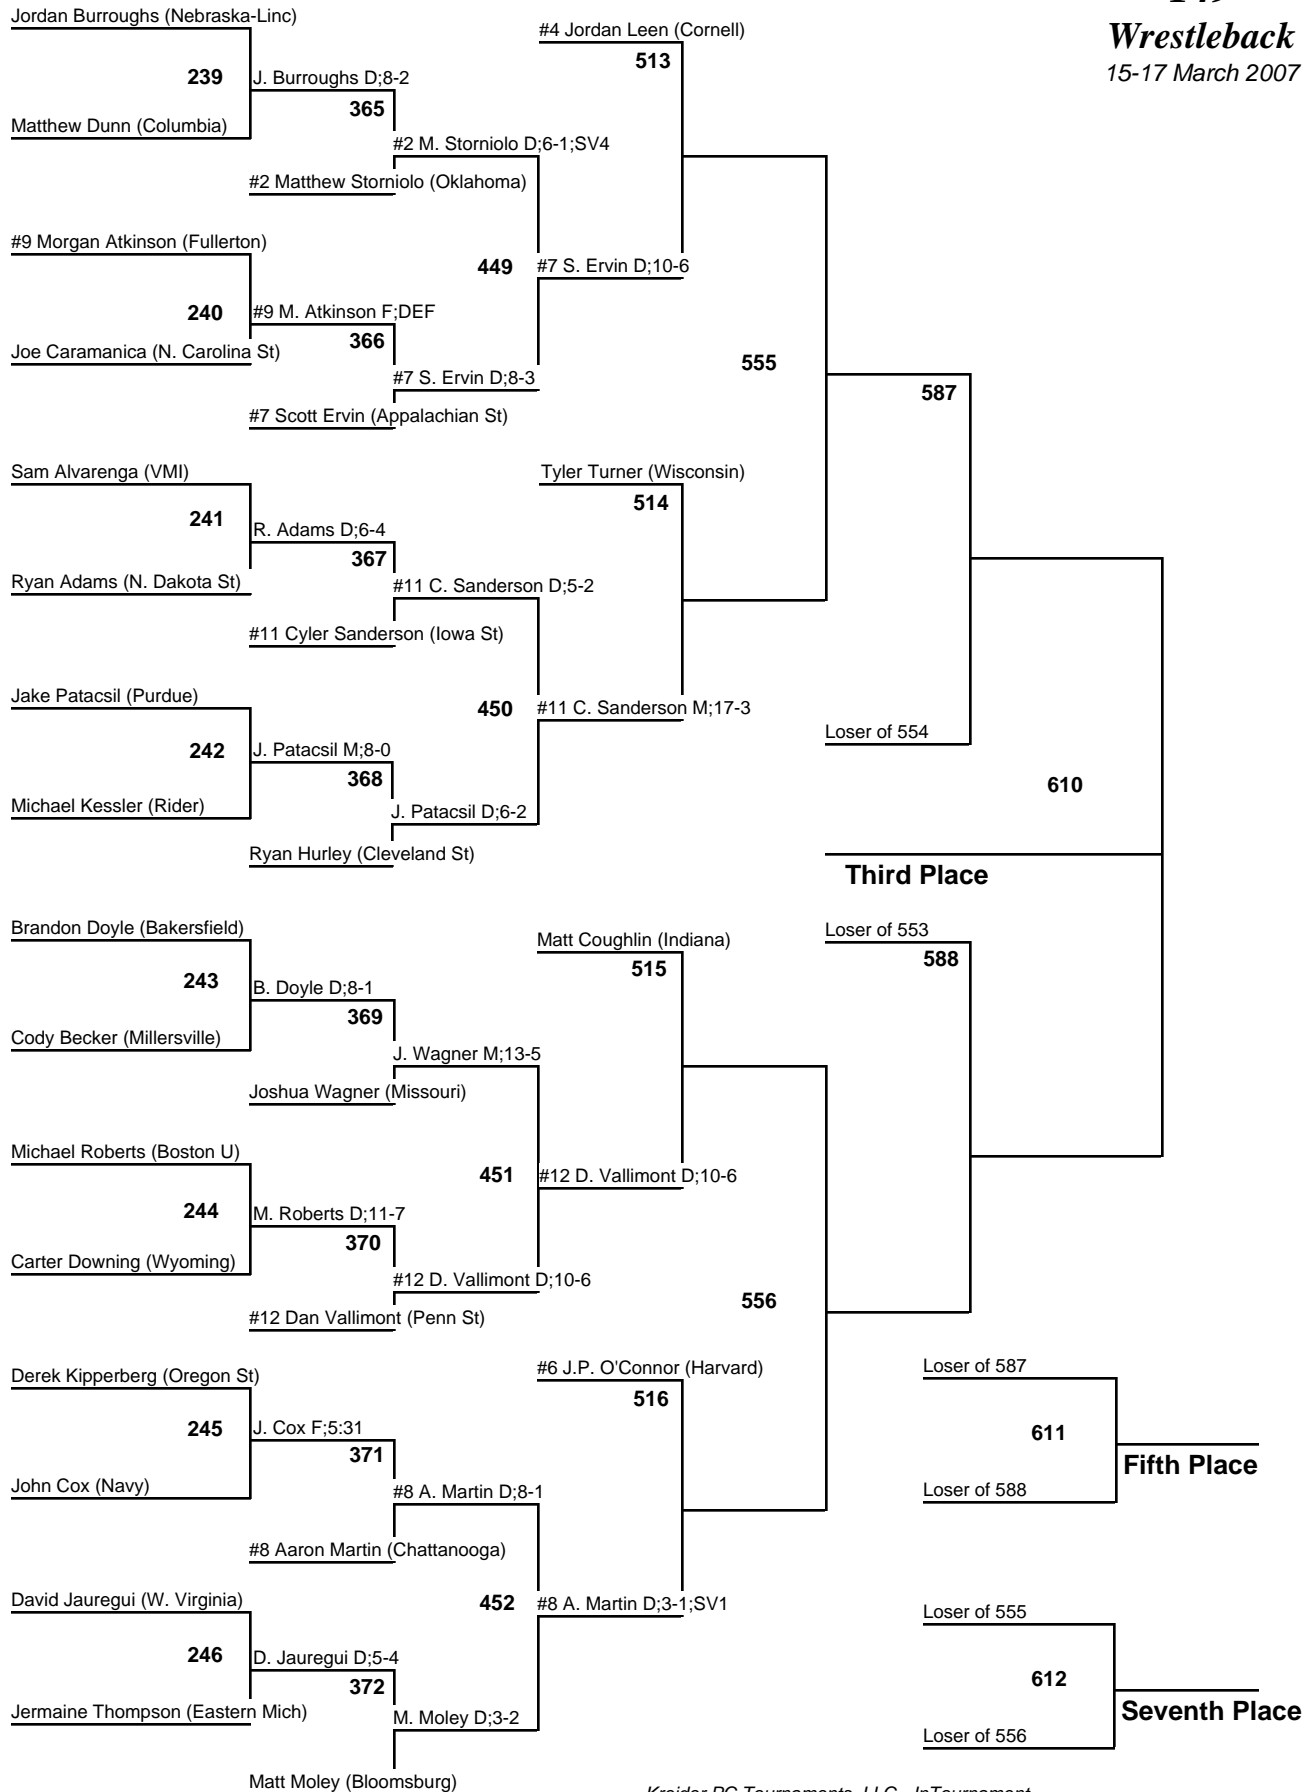 Wrestleback
15-17 March 2007
Jordan Burroughs (Nebraska-Linc)
239
J. Burroughs D;8-2
Matthew Dunn (Columbia)
365
#2 M. Storniolo D;6-1;SV4
#2 Matthew Storniolo (Oklahoma)
#4 Jordan Leen (Cornell)
513
#9 Morgan Atkinson (Fullerton)
449
#7 S. Ervin D;10-6
240
#9 M. Atkinson F;DEF
366
Joe Caramanica (N. Carolina St)
#7 S. Ervin D;8-3
#7 Scott Ervin (Appalachian St)
555
587
Sam Alvarenga (VMI)
241
R. Adams D;6-4
367
Ryan Adams (N. Dakota St)
#11 C. Sanderson D;5-2
#11 Cyler Sanderson (Iowa St)
Tyler Turner (Wisconsin)
514
Jake Patacsil (Purdue)
450
#11 C. Sanderson M;17-3
242
J. Patacsil M;8-0
368
Michael Kessler (Rider)
J. Patacsil D;6-2
Ryan Hurley (Cleveland St)
Loser of 554
610
Third Place
Brandon Doyle (Bakersfield)
243
B. Doyle D;8-1
369
Cody Becker (Millersville)
J. Wagner M;13-5
Joshua Wagner (Missouri)
Matt Coughlin (Indiana)
515
Loser of 553
588
Michael Roberts (Boston U)
451
#12 D. Vallimont D;10-6
244
M. Roberts D;11-7
370
Carter Downing (Wyoming)
#12 D. Vallimont D;10-6
#12 Dan Vallimont (Penn St)
556
Derek Kipperberg (Oregon St)
245
J. Cox F;5:31
371
John Cox (Navy)
#8 A. Martin D;8-1
#8 Aaron Martin (Chattanooga)
#6 J.P. O'Connor (Harvard)
516
Loser of 587
611
Fifth Place
Loser of 588
David Jauregui (W. Virginia)
452
#8 A. Martin D;3-1;SV1
246
D. Jauregui D;5-4
372
Jermaine Thompson (Eastern Mich)
M. Moley D;3-2
Matt Moley (Bloomsburg)
Loser of 555
612
Seventh Place
Loser of 556